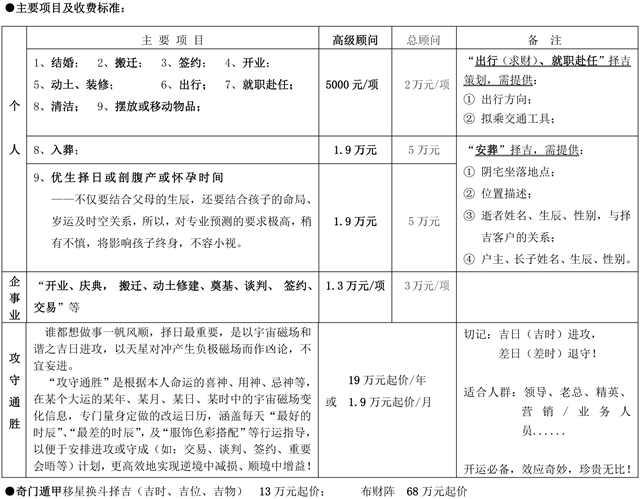 ●主要项目及收费标准：
主 要 项 目 高级顾问 总顾问 备 注
个人
1、结婚； 2、搬迁； 3、签约； 4、开业；
5、动土、装修； 6、出行； 7、就职赴任；
8、清洁； 9、摆放或移动物品；
5000 元/项
2 万元/项
“出行（求财）、就职赴任”择吉
策划，需提供：
① 出行方向；
② 拟乘交通工具；
8、入葬；
1.9 万元
5 万元
“安葬”择吉，需提供：
① 阴宅坐落地点；
② 位置描述；
③ 逝者姓名、生辰、性别，与择
吉客户的关系；
④ 户主、长子姓名、生辰、性别。
9、优生择日或剖腹产或怀孕时间
——不仅要结合父母的生辰，还要结合孩子的命局、
岁运及时空关系，所以，对专业预测的要求极高，稍
有不慎，将影响孩子终身，不容小视。
1.9 万元
5 万元
企事业
“开业、庆典， 搬迁、动土修建、奠基、谈判、 签约、
交易”等
1.3 万元/项
3 万元/项
攻守通胜
谁都想做事一帆风顺，择日最重要，是以宇宙磁场和
谐之吉日进攻，以天星对冲产生负极磁场而作凶论，不
宜妄进。
“攻守通胜”是根据本人命运的喜神、用神、忌神等，
在某个大运的某年、某月、某日、某时中的宇宙磁场变
化信息，专门量身定做的改运日历，涵盖每天“最好的
时辰”、“最差的时辰”，及“服饰色彩搭配”等行运指导，
以便于安排进攻或守成（如：交易、谈判、签约、重要
会晤等）计划，更高效地实现逆境中减损、顺境中增益！
19 万元起价/年
或 1.9 万元起价/月
切记：吉日（吉时）进攻，
差日（差时）退守！
适合人群：领导、老总、精英、
营 销 / 业 务 人
员......
开运必备，效应奇妙，珍贵无比！
●奇门遁甲移星换斗择吉（吉时、吉位、吉物） 13 万元起价； 布财阵 68 万元起价